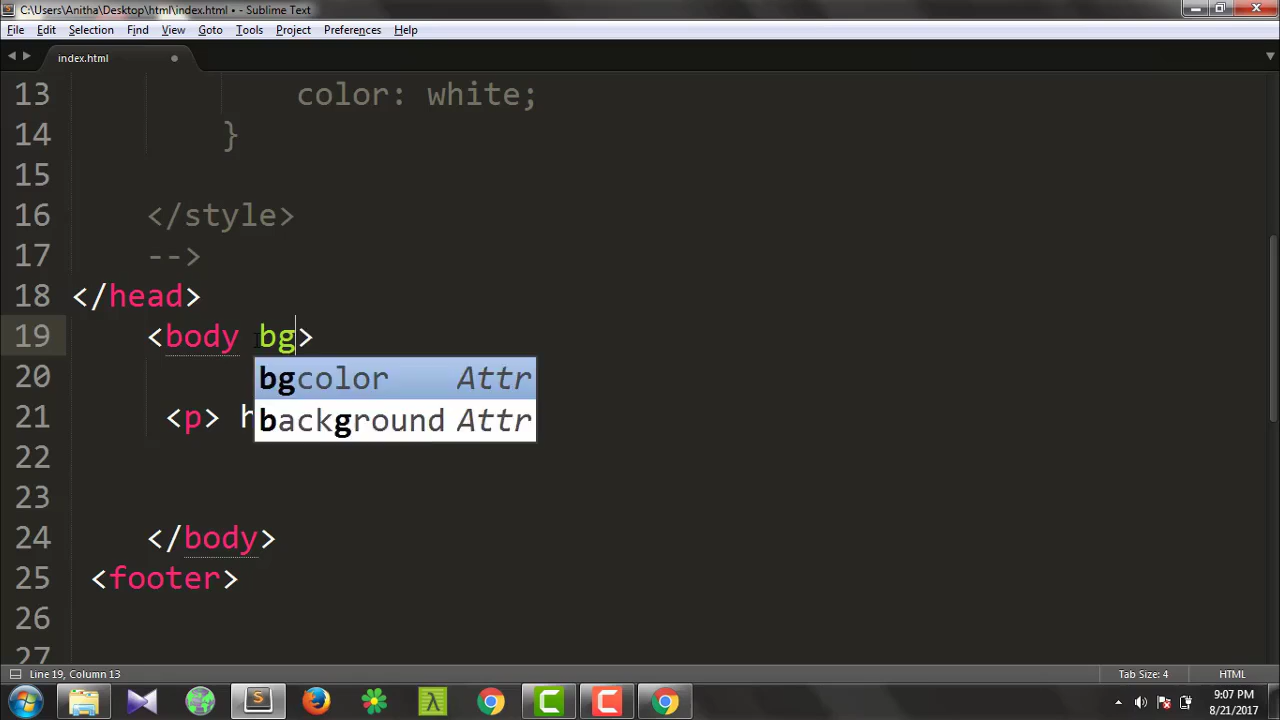 C:\Users\Anitha\Desktop\html\index.html • - Sublime Text
File Edit Selection Find View Goto Tools Project Preferences Help
index.html
13 color: white;
14 }
15
16 </style>
17 -->
18 </head>
19 <body bg>
bgcolor Attr
20
background Attr
21 <p> h
22
23
24 </body>
25 <footer>
26
27
Line 19, Column 13 Tab Size: 4 HTML
9:07 PM
8/21/2017